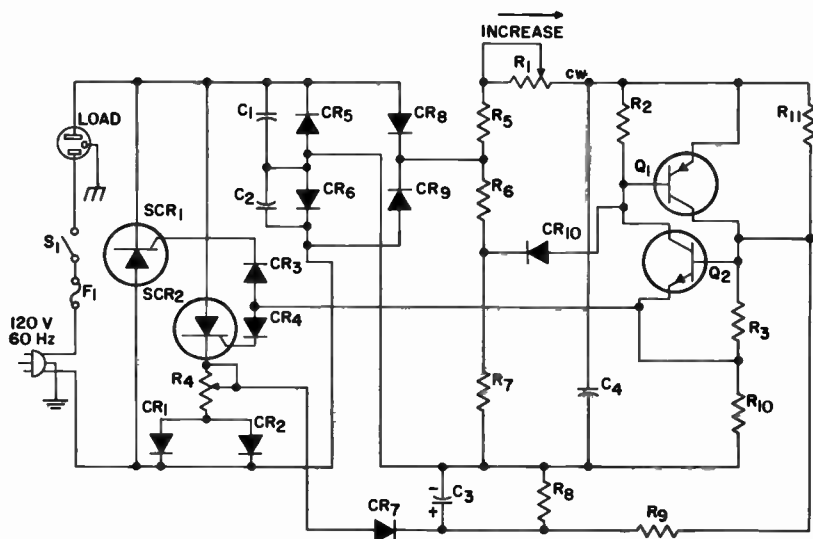 INCREASE
R1
CW
LOAD
C1
CR5
CR8
R5
R2
R11
Q1
C2
CR6
CR9
R6
SCR1
S1
CR10
Q2
CR3
SCR2
F1
CR4
R3
120 V
60 Hz
R4
R7
C4
R10
CR1
CR2
- C3
+
R8
CR7
R9